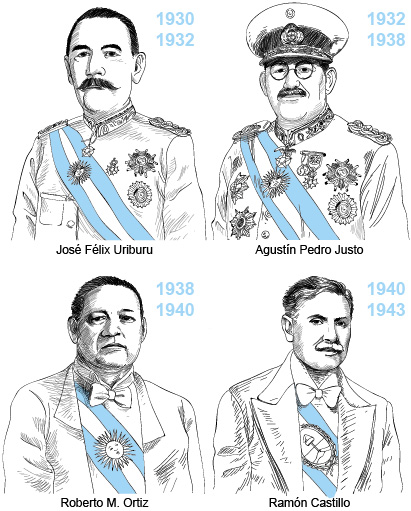 1930
1932
José Félix Uriburu
1932
1938
Agustín Pedro Justo
1938
1940
Roberto M. Ortiz
1940
1943
Ramón Castillo